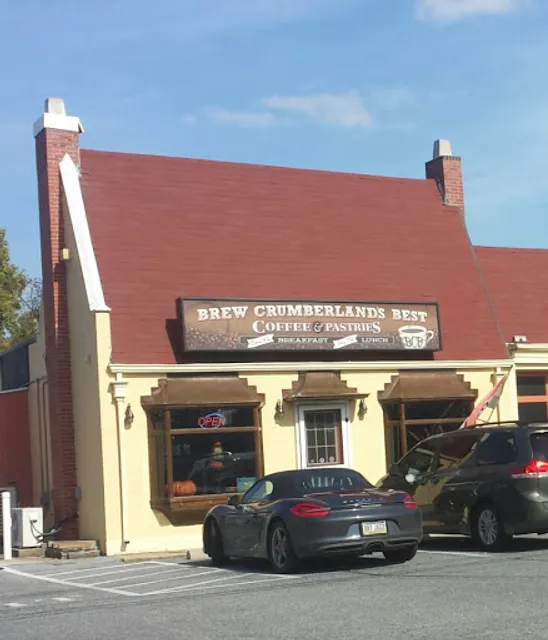 BREW CRUMBERLANDS BEST
COFFEE & PASTRIES
BREAKFAST LUNCH
BCB
OPEN